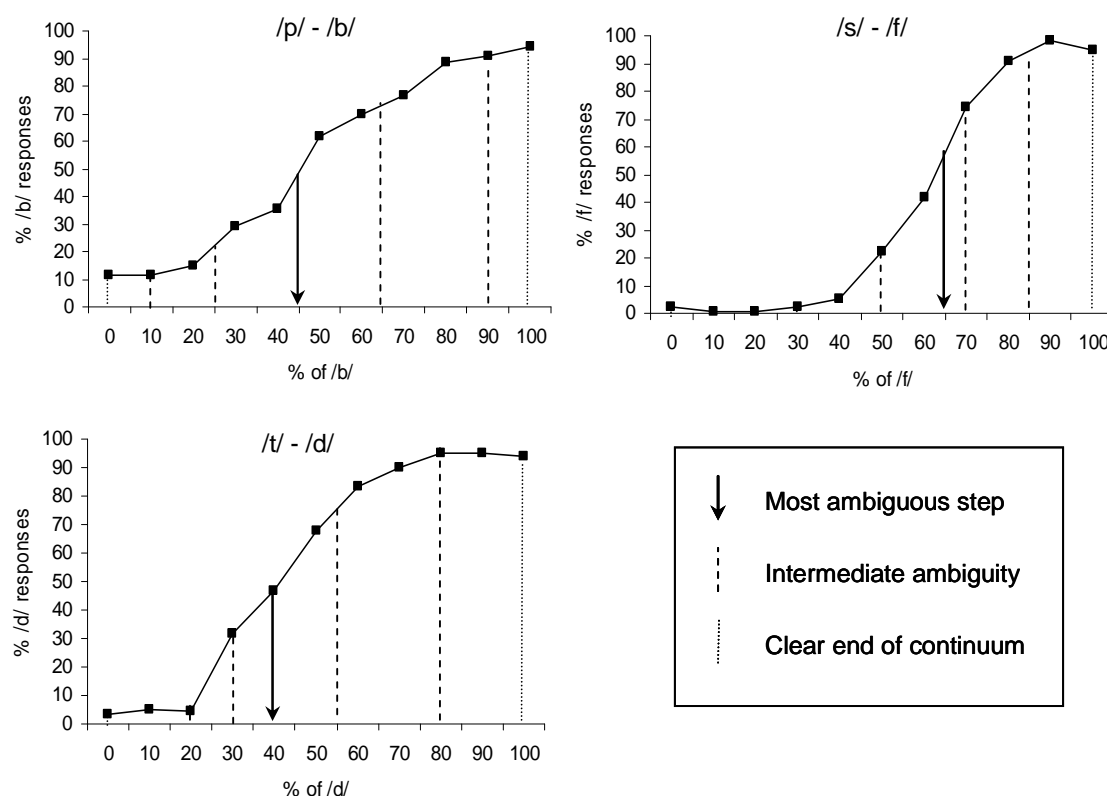 /p/ - /b/
% /b/ responses
100
90
80
70
60
50
40
30
20
10
0
0 10 20 30 40 50 60 70 80 90 100
% of /b/
/s/ - /f/
% /f/ responses
100
90
80
70
60
50
40
30
20
10
0
0 10 20 30 40 50 60 70 80 90 100
% of /f/
/t/ - /d/
% /d/ responses
100
90
80
70
60
50
40
30
20
10
0
0 10 20 30 40 50 60 70 80 90 100
% of /d/
Most ambiguous step
Intermediate ambiguity
Clear end of continuum